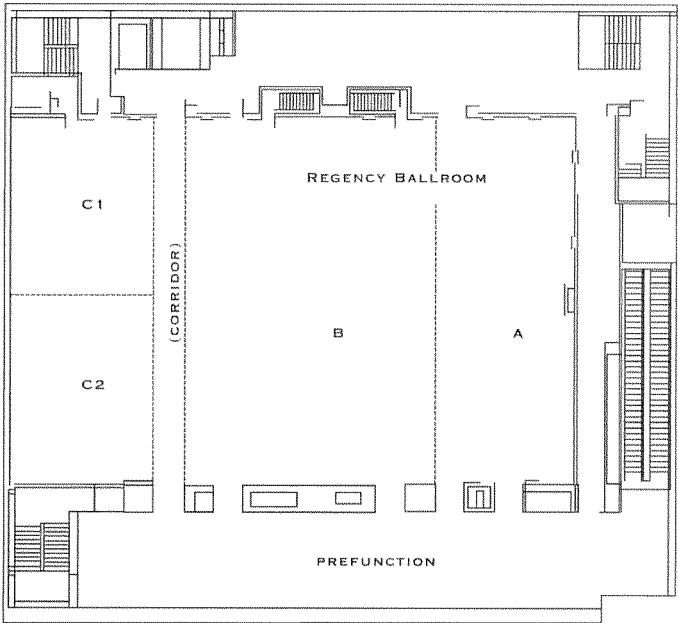 REGENCY BALLROOM
C1
(CORRIDOR)
B
A
C2
PREFUNCTION